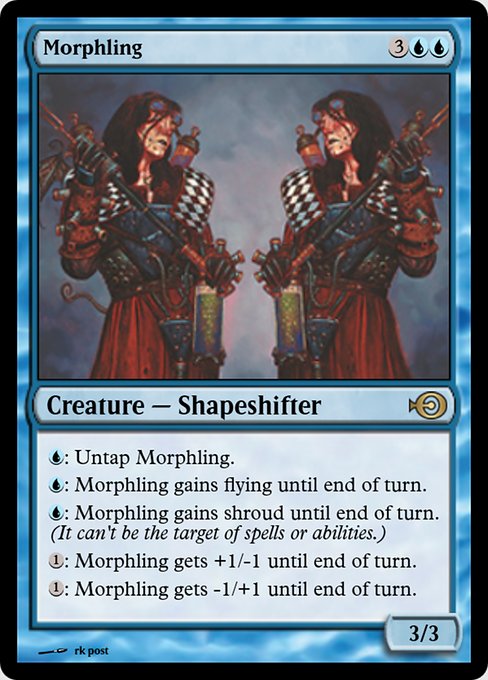 Morphling 3
Creature — Shapeshifter
: Untap Morphling.
: Morphling gains flying until end of turn.
: Morphling gains shroud until end of turn.
(It can't be the target of spells or abilities.)
1: Morphling gets +1/-1 until end of turn.
1: Morphling gets -1/+1 until end of turn.
3/3
rk post